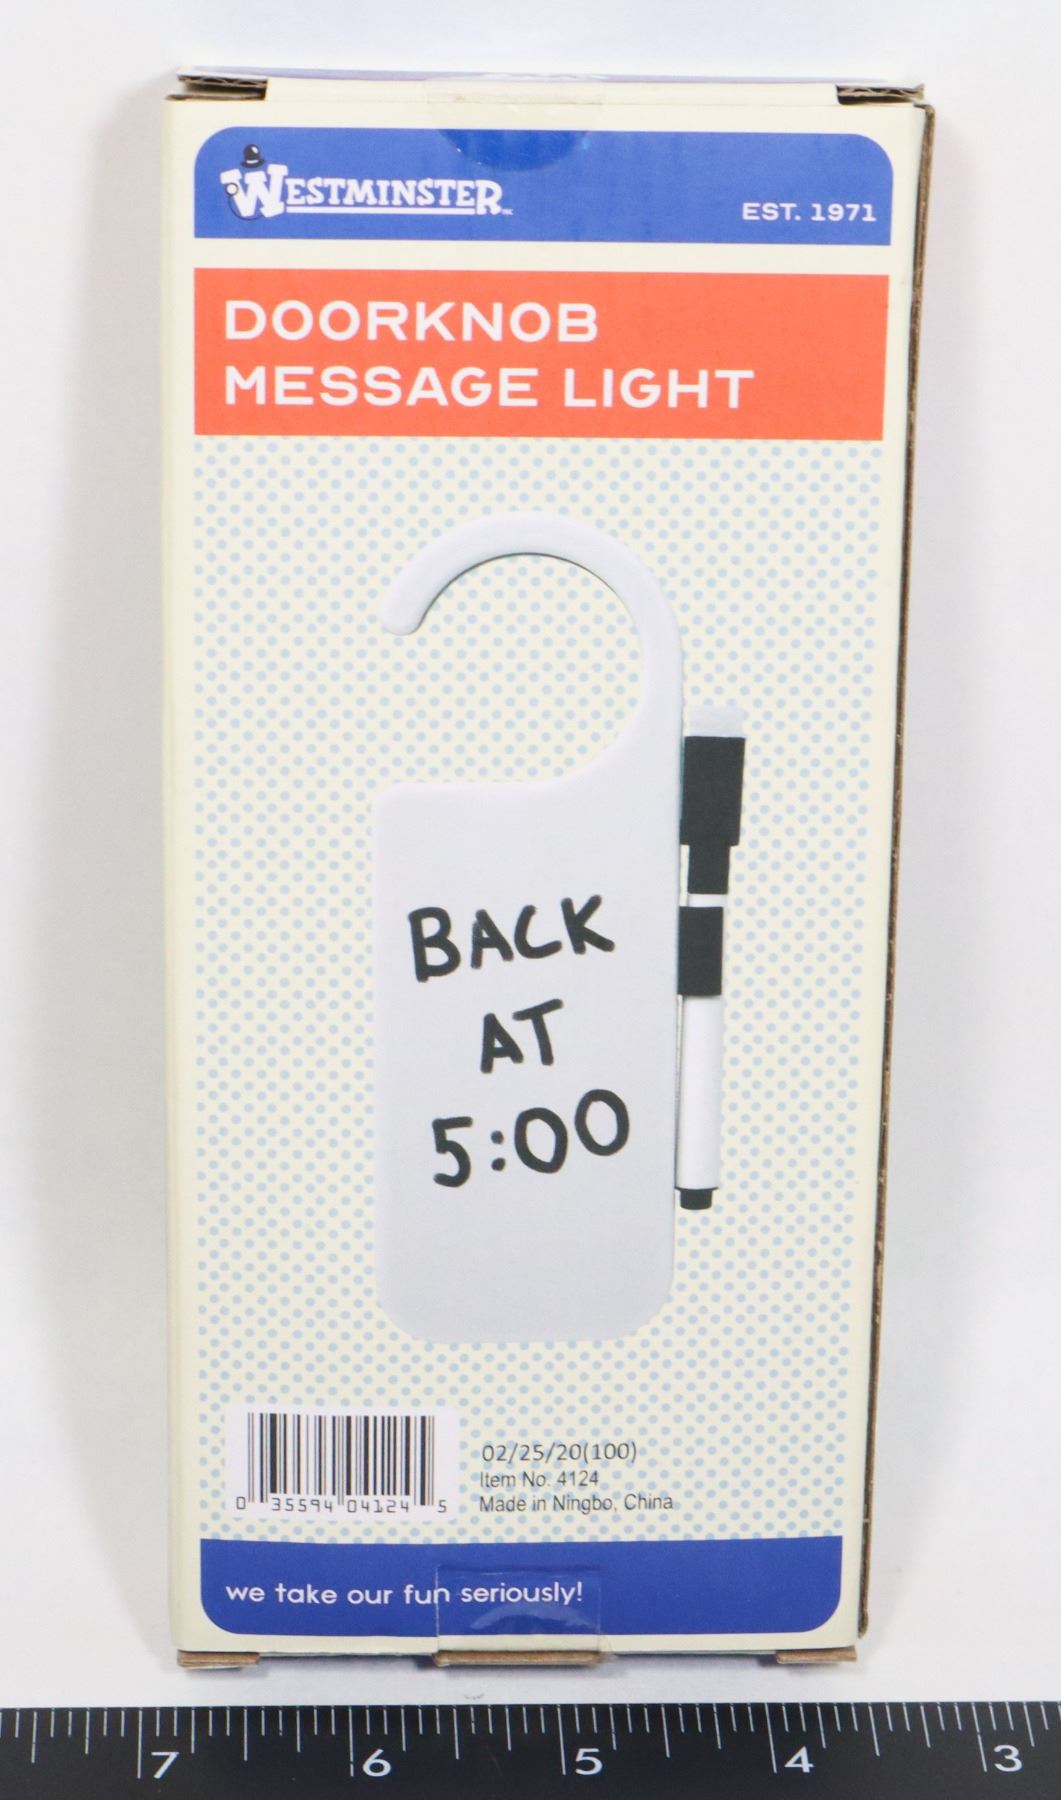 WESTMINSTER INC
EST. 1971
DOORKNOB
MESSAGE LIGHT
BACK
AT
5:00
02/25/20(100)
Item No. 4124
Made in Ningbo, China
0 35594 04124 5
we take our fun seriously!
7 6 5 4 3